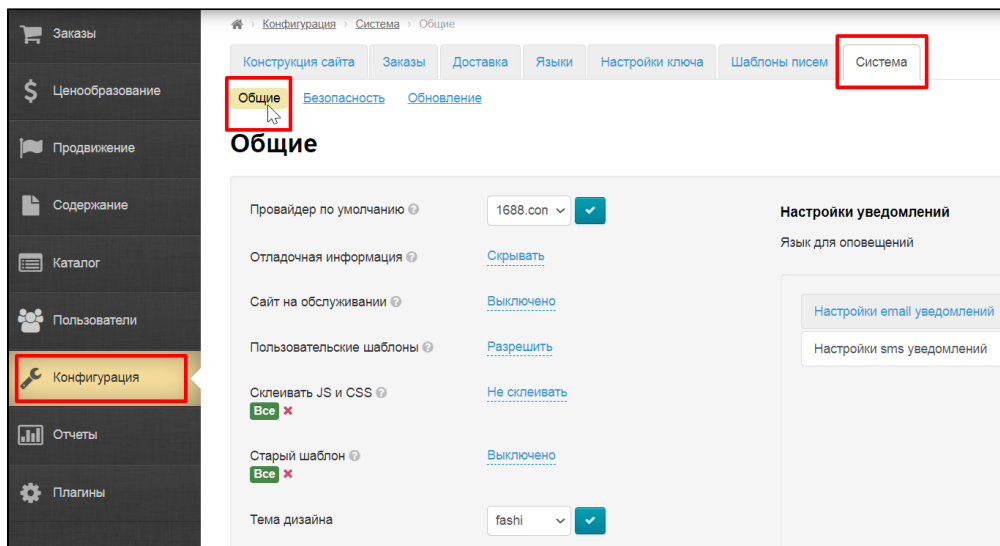 Заказы
Ценообразование
Продвижение
Содержание
Каталог
Пользователи
Конфигурация
Отчеты
Плагины
Конфигурация Система Общие
Конструкция сайта Заказы Доставка Языки Настройки ключа Шаблоны писем Система
Общие Безопасность Обновление
Общие
Провайдер по умолчанию 1688.con
Отладочная информация Скрывать
Сайт на обслуживании Выключено
Пользовательские шаблоны Разрешить
Склеивать JS и CSS Не склеивать
Все
Старый шаблон Выключено
Все
Тема дизайна fashi
Настройки уведомлений
Язык для оповещений
Настройки email уведомлений
Настройки sms уведомлений